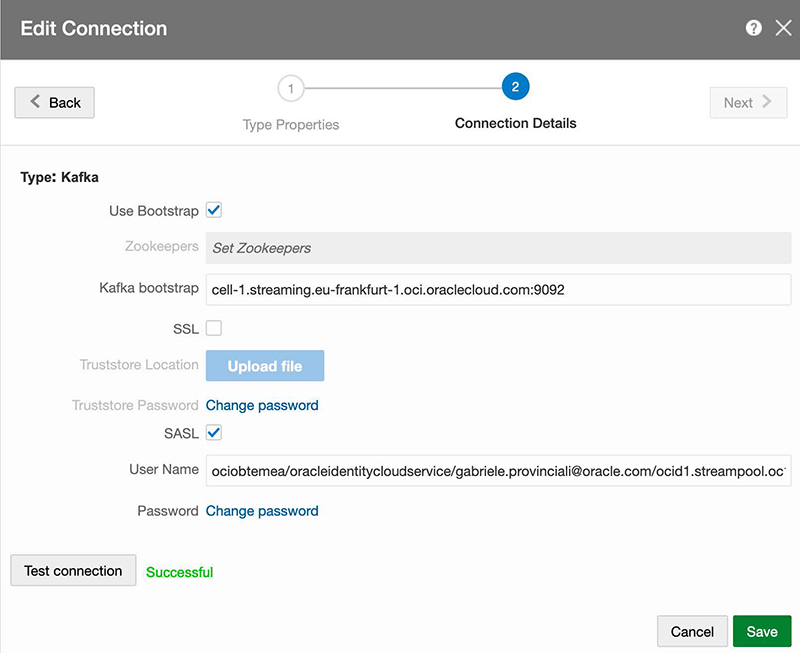 Edit Connection
?
Back
1
2
Next
Type Properties
Connection Details
Type: Kafka
Use Bootstrap
Zookeepers
Set Zookeepers
Kafka bootstrap
cell-1.streaming.eu-frankfurt-1.oci.oraclecloud.com:9092
SSL
Truststore Location
Upload file
Truststore Password
Change password
SASL
User Name
ociobtemea/oracleidentitycloudservice/gabriele.provinciali@oracle.com/ocid1.streampool.oc
Password
Change password
Test connection
Successful
Cancel
Save